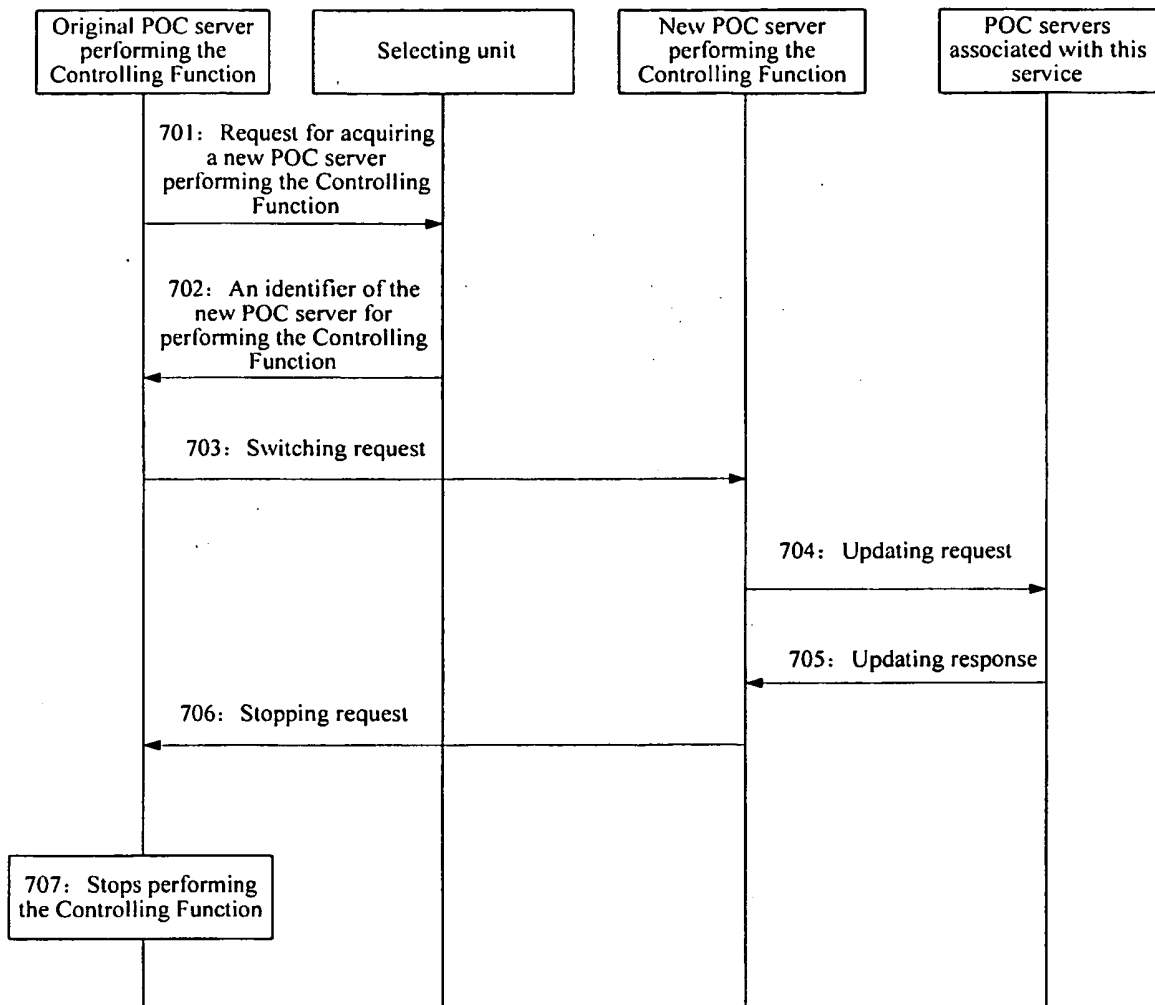 Original POC server
performing the
Controlling Function
Selecting unit
New POC server
performing the
Controlling Function
POC servers
associated with this
service
701: Request for acquiring
a new POC server
performing the Controlling
Function
702: An identifier of the
new POC server for
performing the Controlling
Function
703: Switching request
704: Updating request
705: Updating response
706: Stopping request
707: Stops performing
the Controlling Function